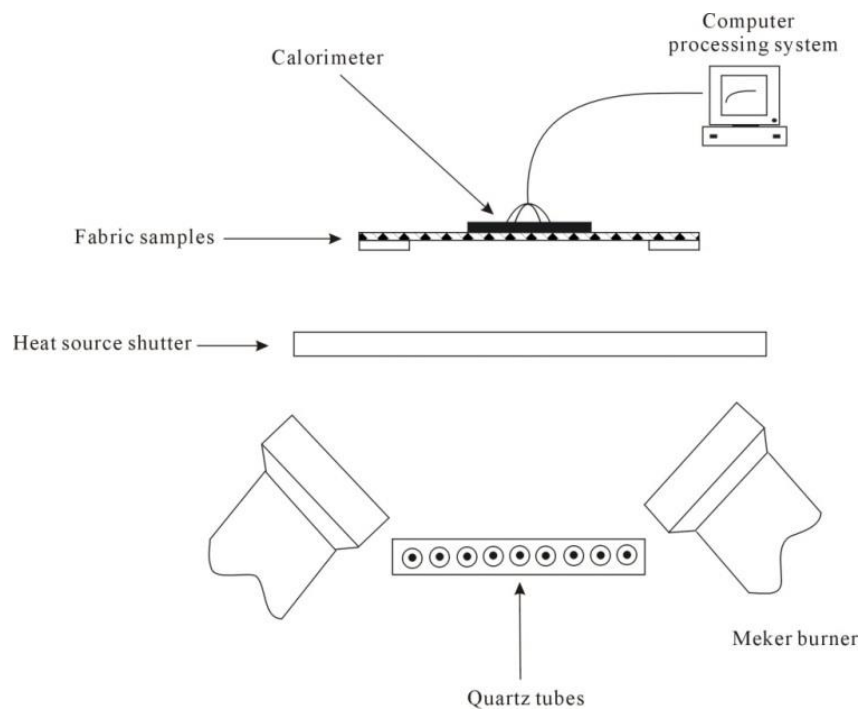 Computer
processing system
Calorimeter
Fabric samples
Heat source shutter
Meker burner
Quartz tubes